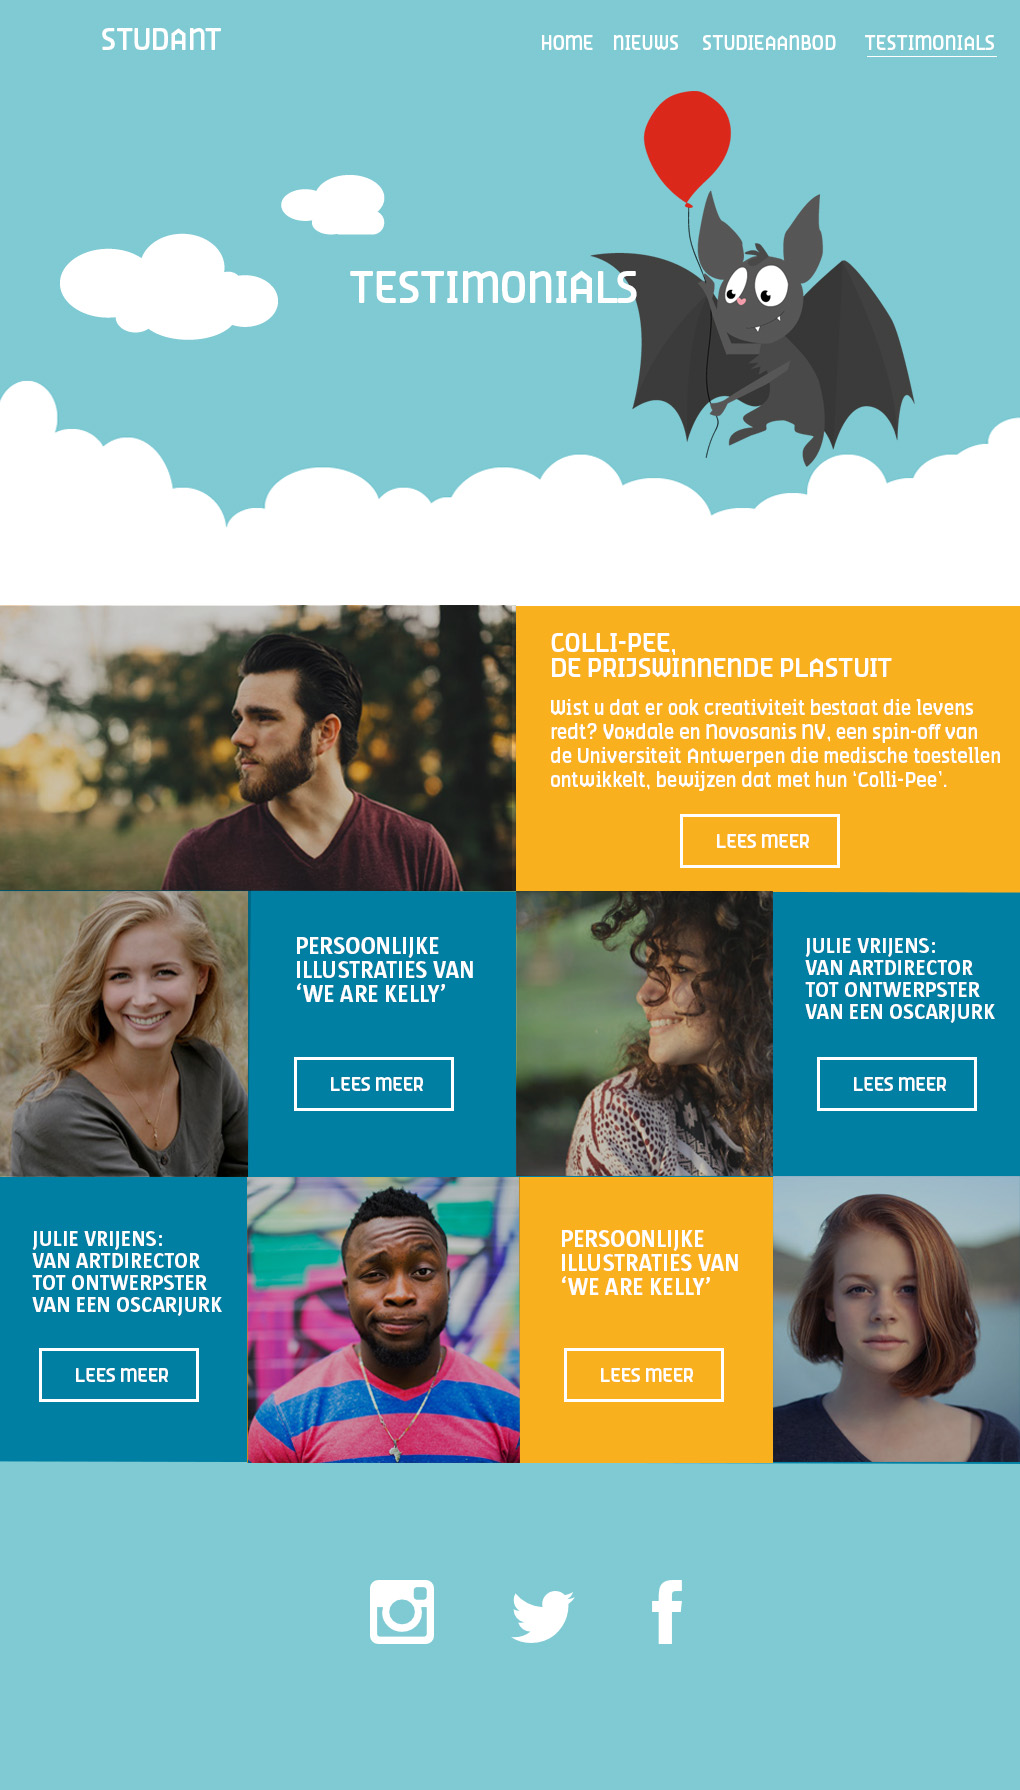 STUDANT
HOME NIEUWS STUDIEAANBOD TESTIMONIALS
TESTIMONIALS
COLLI-PEE,
DE PRIJSWINNENDE PLASTUIT
Wist u dat er ook creativiteit bestaat die levens
redt? Voxdale en Novosanis NV, een spin-off van
de Universiteit Antwerpen die medische toestellen
ontwikkelt, bewijzen dat met hun ‘Colli-Pee’.
LEES MEER
PERSOONLIJKE
ILLUSTRATIES VAN
‘WE ARE KELLY’
LEES MEER
JULIE VRIJENS:
VAN ARTDIRECTOR
TOT ONTWERPSTER
VAN EEN OSCARJURK
LEES MEER
JULIE VRIJENS:
VAN ARTDIRECTOR
TOT ONTWERPSTER
VAN EEN OSCARJURK
LEES MEER
PERSOONLIJKE
ILLUSTRATIES VAN
‘WE ARE KELLY’
LEES MEER